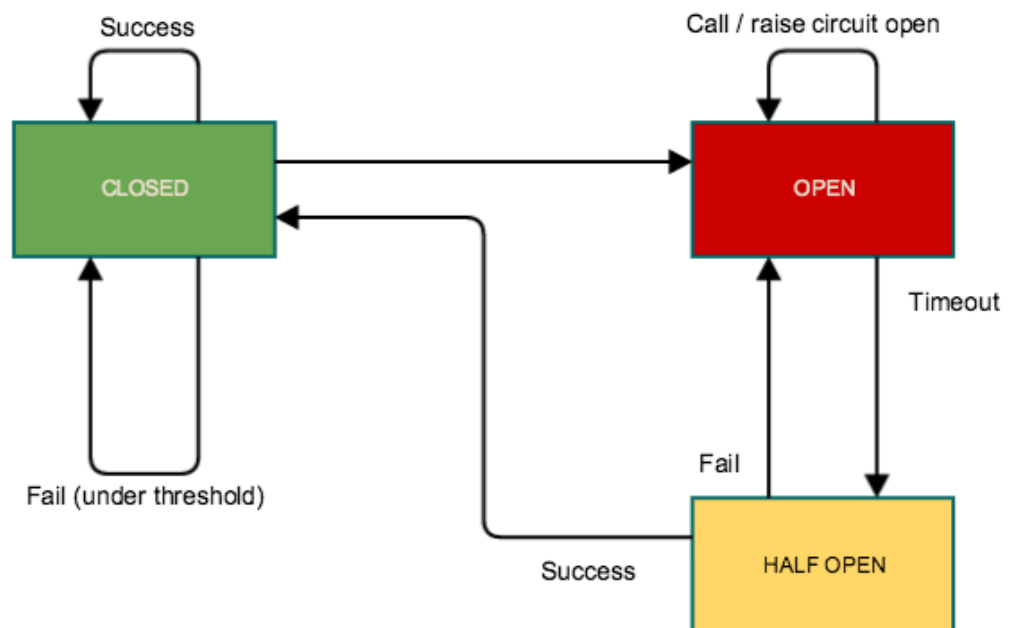 Success
Call / raise circuit open
CLOSED
OPEN
Timeout
Fail
Fail (under threshold)
Success
HALF OPEN